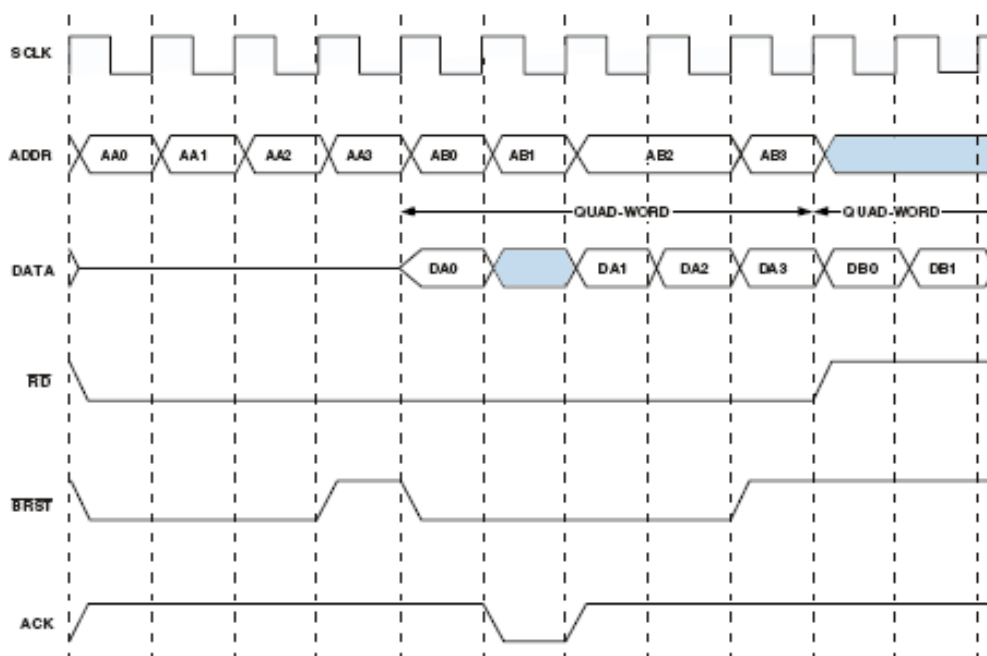 SCLK
ADDR AA0 AA1 AA2 AA3 AB0 AB1 AB2 AB3
QUAD-WORD QUAD-WORD
DATA DA0 DA1 DA2 DA3 DB0 DB1
RD
BRST
ACK